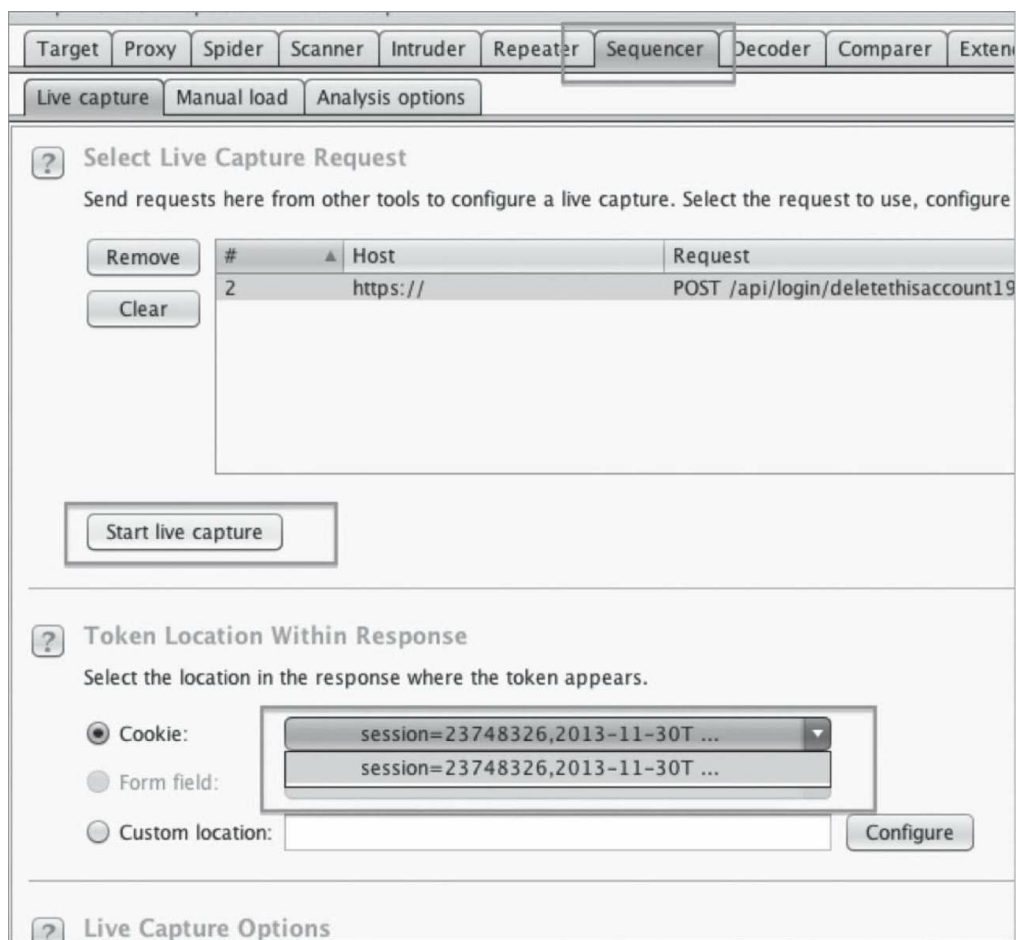 Target Proxy Spider Scanner Intruder Repeater Sequencer Decoder Comparer
Live capture Manual load Analysis options
? Select Live Capture Request
Send requests here from other tools to configure a live capture. Select the request to use, configure
Remove # Host Request
2 https:// POST /api/login/deletethisaccount19
Clear
Start live capture
? Token Location Within Response
Select the location in the response where the token appears.
Cookie: session=23748326,2013-11-30T ...
session=23748326,2013-11-30T ...
Form field:
Custom location: Configure
? Live Capture Options